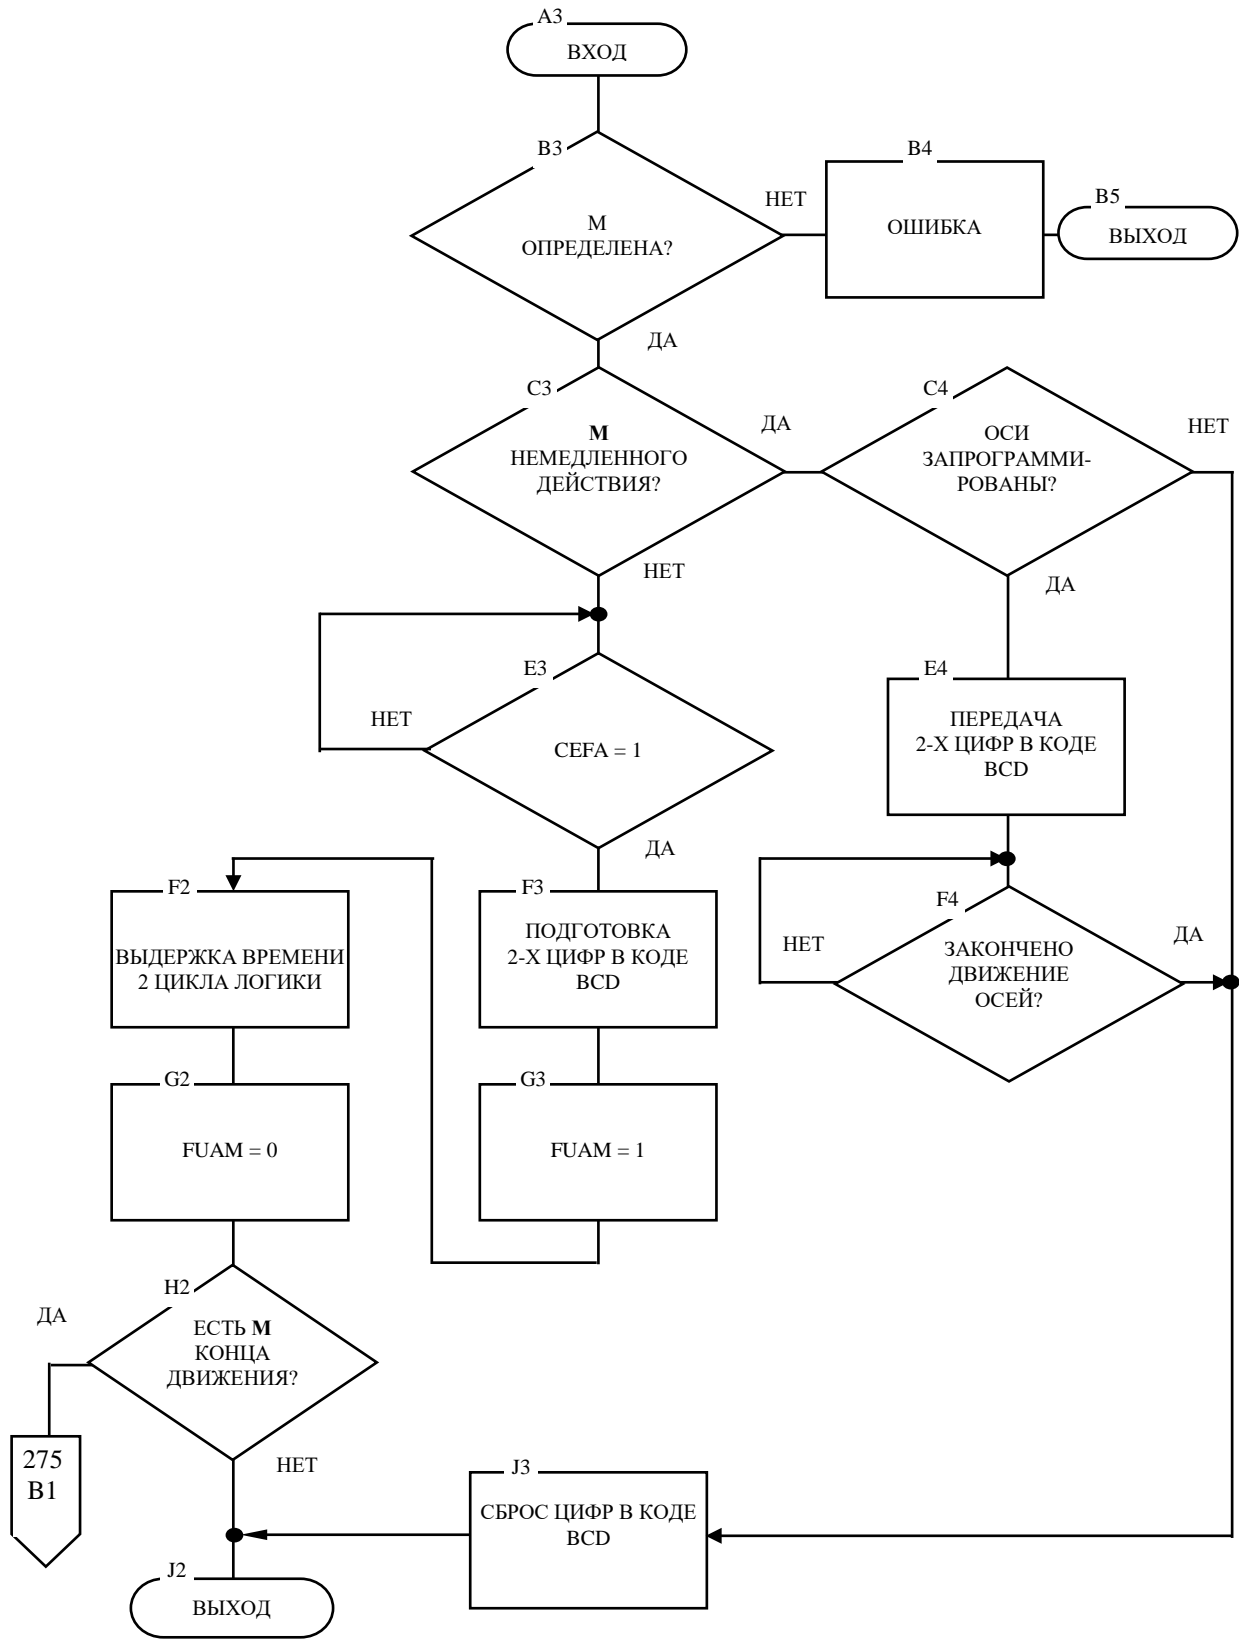 A3
ВХОД
B3
М
ОПРЕДЕЛЕНА?
НЕТ
B4
ОШИБКА
B5
ВЫХОД
ДА
C3
М
НЕМЕДЛЕННОГО
ДЕЙСТВИЯ?
ДА
C4
ОСИ
ЗАПРОГРАММИ-
РОВАНЫ?
НЕТ
НЕТ
ДА
E3
НЕТ
CEFA = 1
E4
ПЕРЕДАЧА
2-Х ЦИФР В КОДЕ
BCD
ДА
F2
ВЫДЕРЖКА ВРЕМЕНИ
2 ЦИКЛА ЛОГИКИ
F3
ПОДГОТОВКА
2-Х ЦИФР В КОДЕ
BCD
F4
НЕТ
ЗАКОНЧЕНО
ДВИЖЕНИЕ
ОСЕЙ?
ДА
G2
FUAM = 0
G3
FUAM = 1
H2
ДА
ЕСТЬ М
КОНЦА
ДВИЖЕНИЯ?
275
B1
НЕТ
J3
СБРОС ЦИФР В КОДЕ
BCD
J2
ВЫХОД